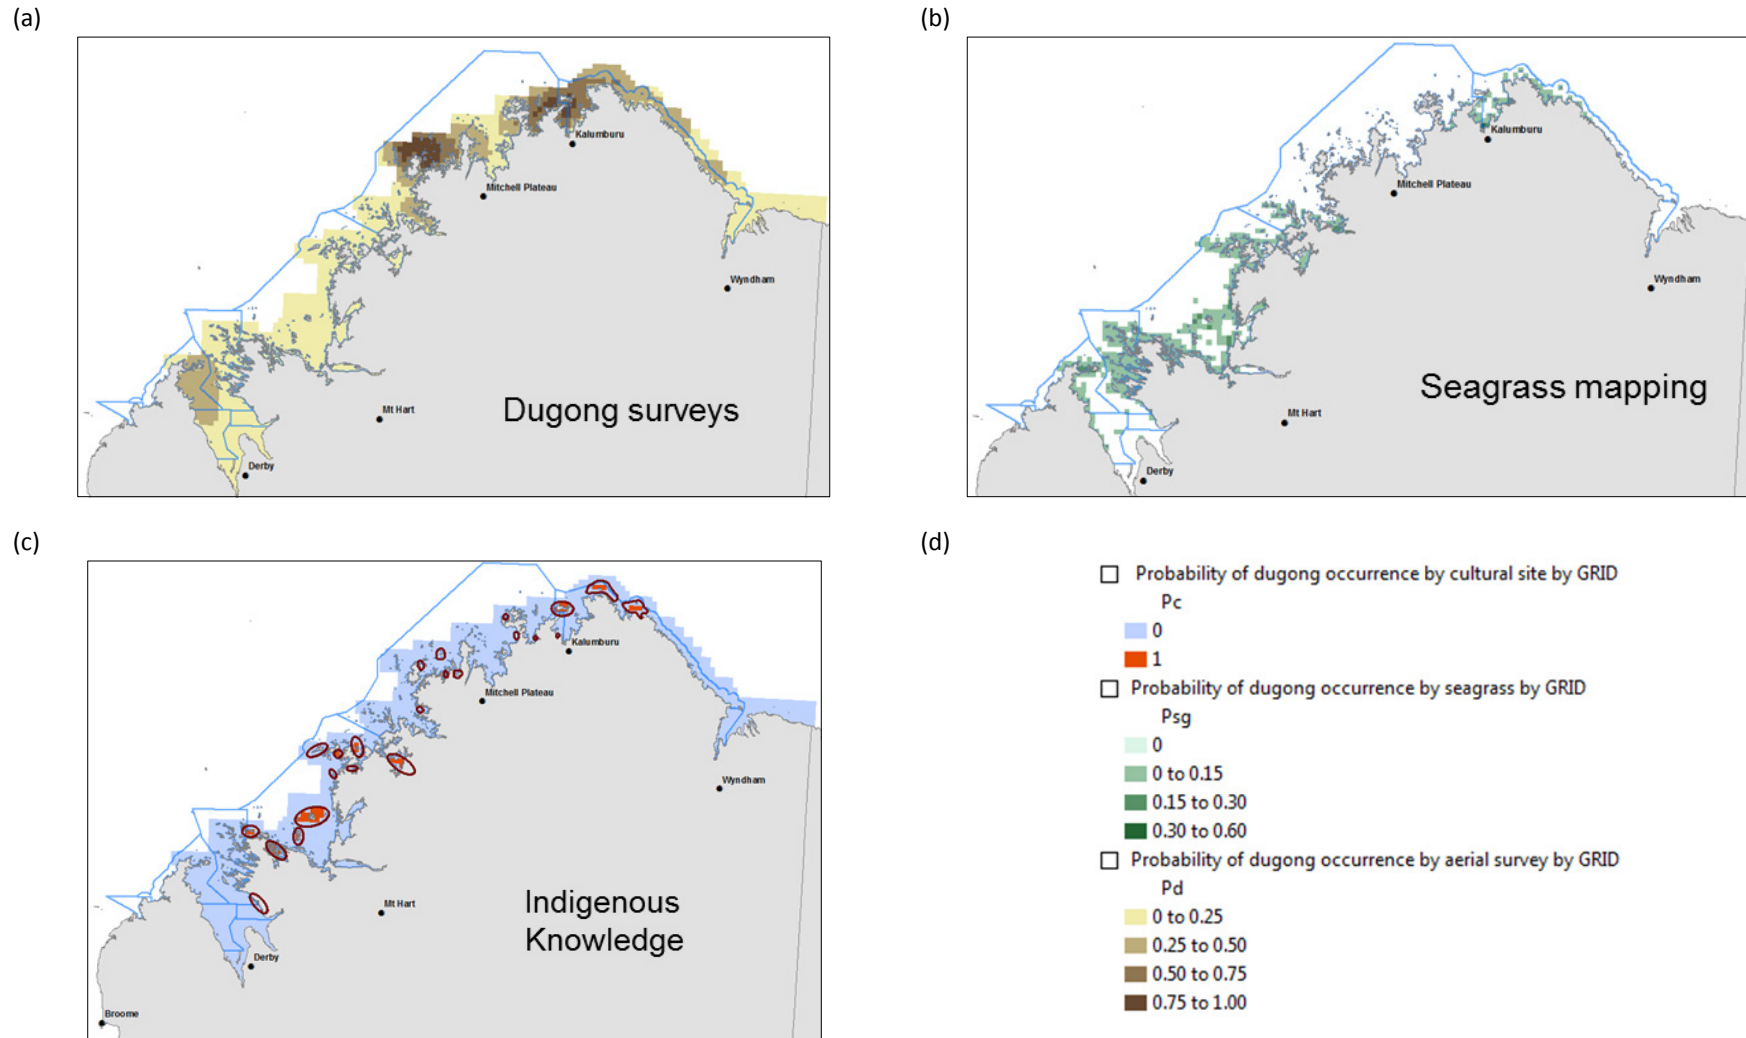 (a)
Kalumburu
Mitchell Plateau
Wyndham
Mt Hart
Dugong surveys
Derby
(b)
Kalumburu
Mitchell Plateau
Wyndham
Seagrass mapping
Mt Hart
Derby
(c)
Kalumburu
Mitchell Plateau
Wyndham
Mt Hart
Indigenous
Knowledge
Derby
Broome
(d)
Probability of dugong occurrence by cultural site by GRID
Pc
0
1
Probability of dugong occurrence by seagrass by GRID
Psg
0
0 to 0.15
0.15 to 0.30
0.30 to 0.60
Probability of dugong occurrence by aerial survey by GRID
Pd
0 to 0.25
0.25 to 0.50
0.50 to 0.75
0.75 to 1.00